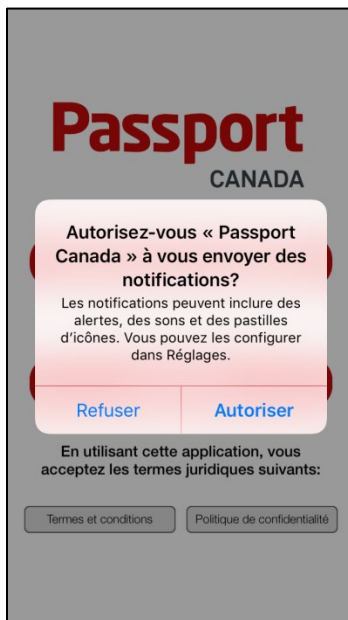 Passport
CANADA
Autorisez-vous « Passport
Canada » à vous envoyer des
notifications?
Les notifications peuvent inclure des
alertes, des sons et des pastilles
d'icônes. Vous pouvez les configurer
dans Réglages.
Refuser Autoriser
En utilisant cette application, vous
acceptez les termes juridiques suivants:
Termes et conditions Politique de confidentialité